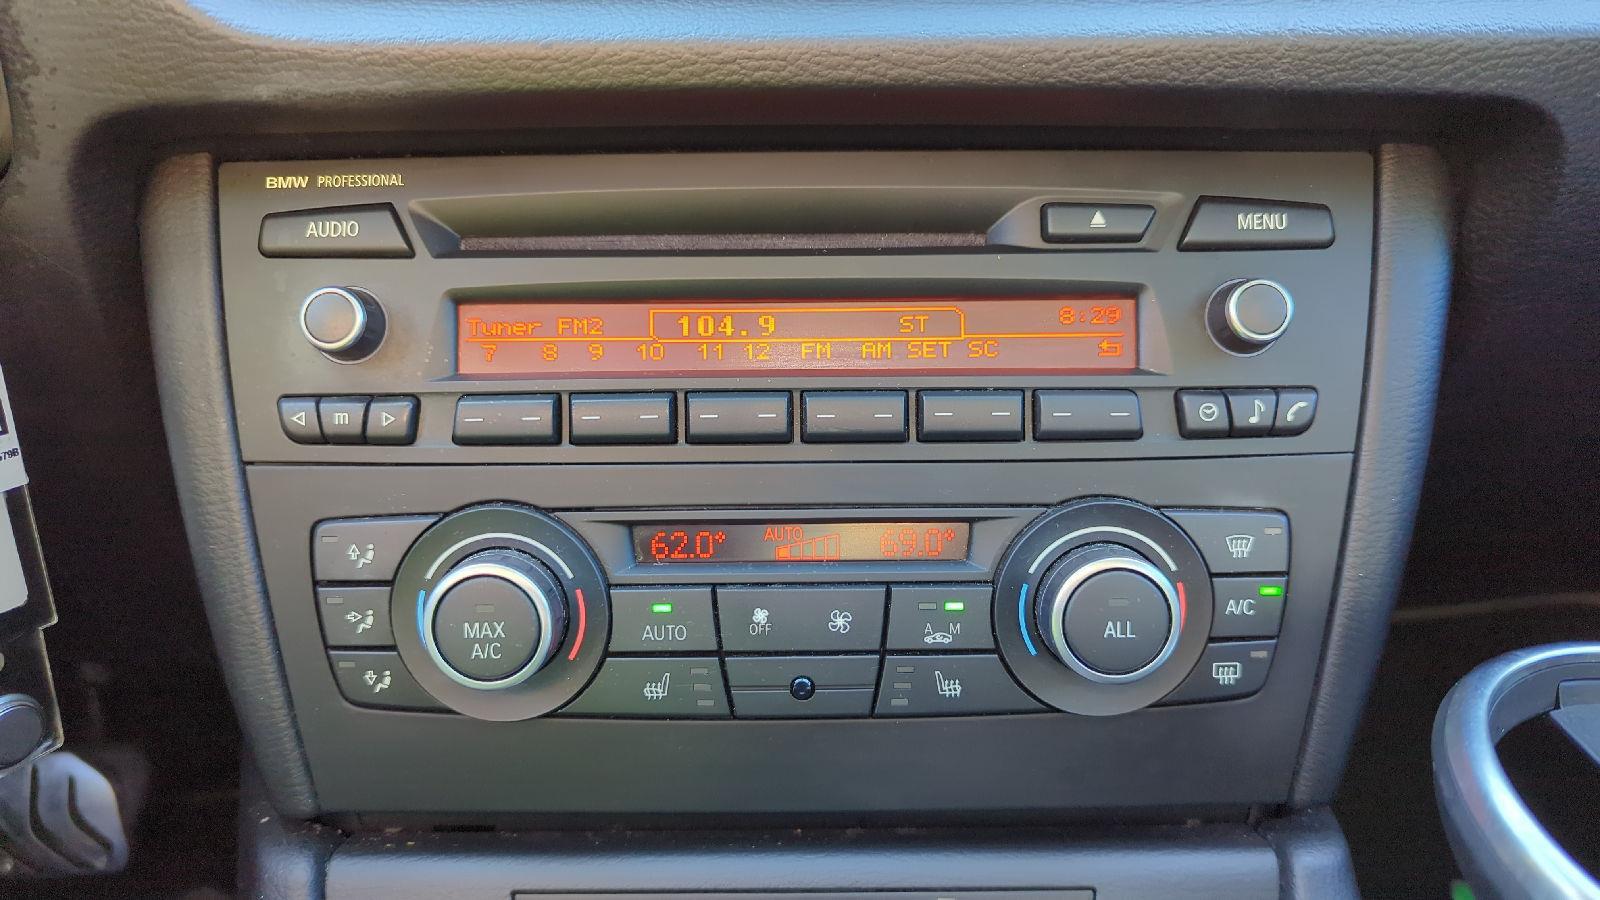 BMW PROFESSIONAL
AUDIO
MENU
Tuner FM2 104.9 ST 8:29
7 8 9 10 11 12 FM AM SET SC
m
679B
62.0° AUTO 69.0°
MAX
A/C
AUTO
OFF
A M
ALL
A/C